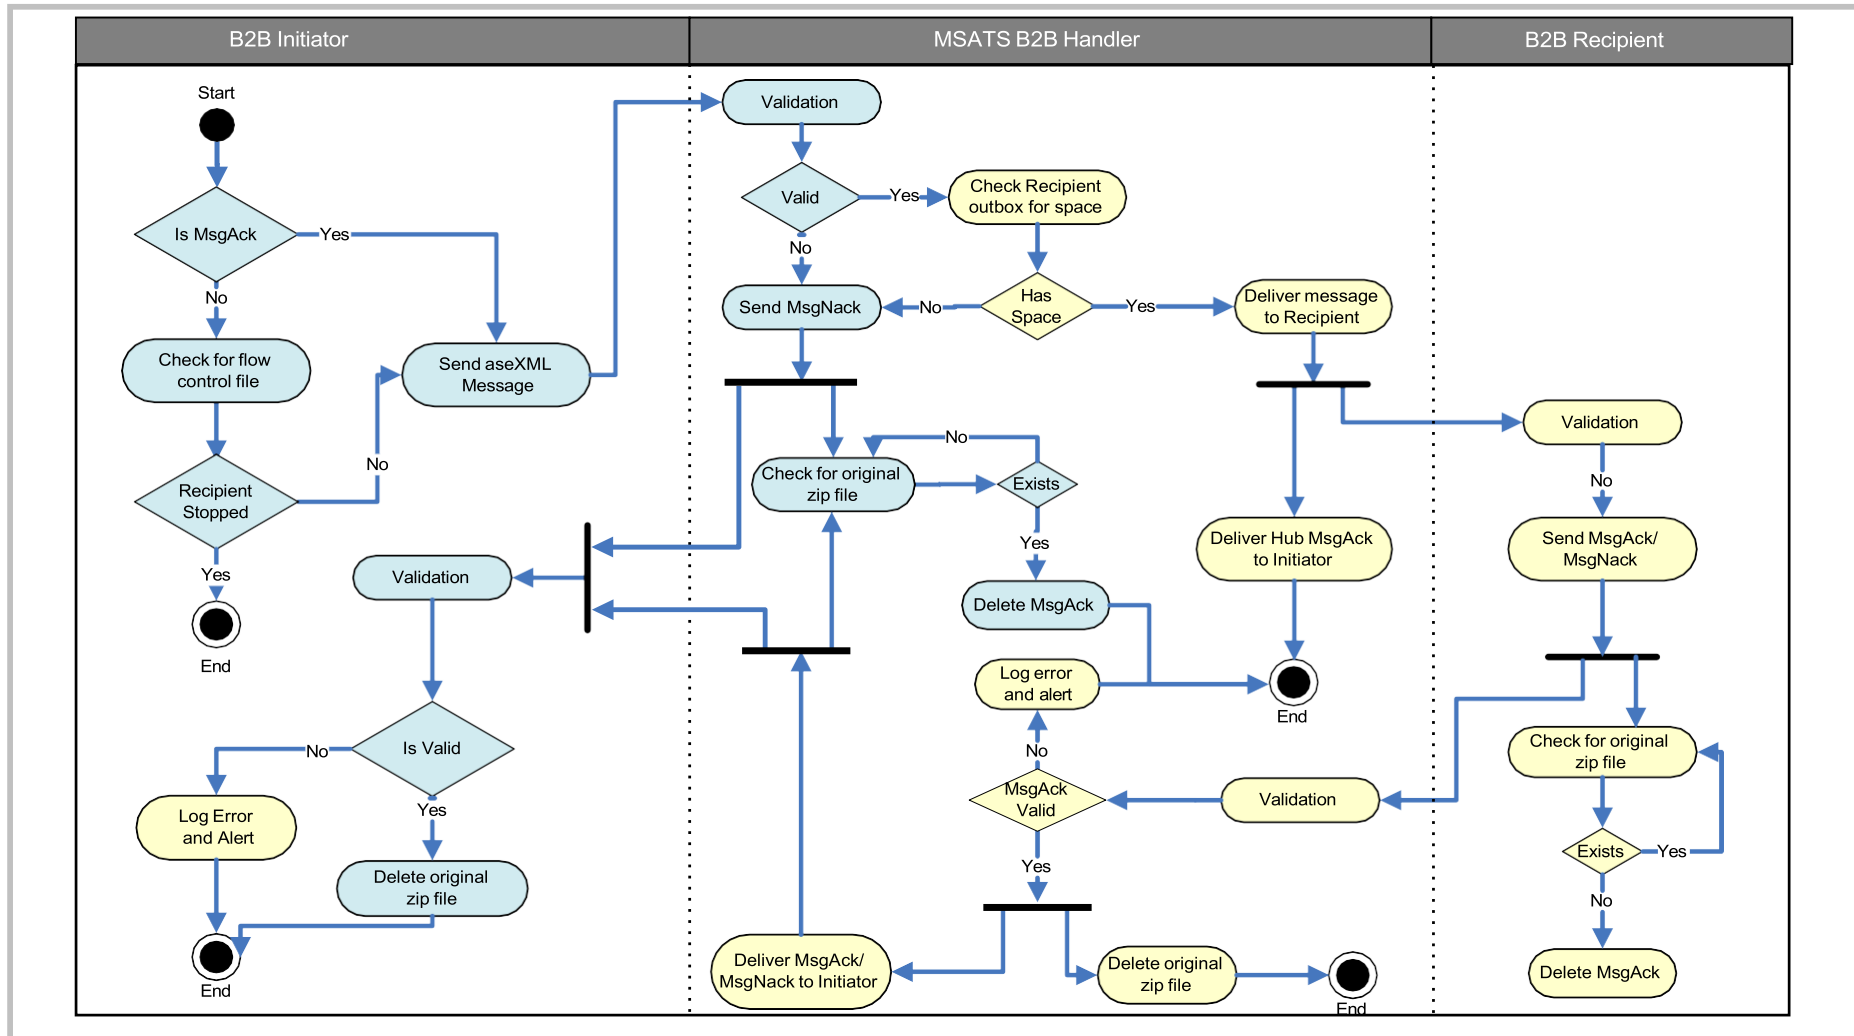 B2B Initiator
MSATS B2B Handler
B2B Recipient
Start
Is MsgAck
Yes
No
Check for flow
control file
Send aseXML
Message
No
Recipient
Stopped
Yes
End
Validation
Is Valid
No
Yes
Log Error
and Alert
Delete original
zip file
End
Validation
Valid
Yes
Check Recipient
outbox for space
No
Send MsgNack
No
Has
Space
Yes
Deliver message
to Recipient
No
Check for original
zip file
Exists
Yes
Deliver Hub MsgAck
to Initiator
Delete MsgAck
Log error
and alert
End
No
MsgAck
Valid
Validation
Yes
Deliver MsgAck/
MsgNack to Initiator
Delete original
zip file
End
Validation
No
Send MsgAck/
MsgNack
Check for original
zip file
Exists
Yes
No
Delete MsgAck